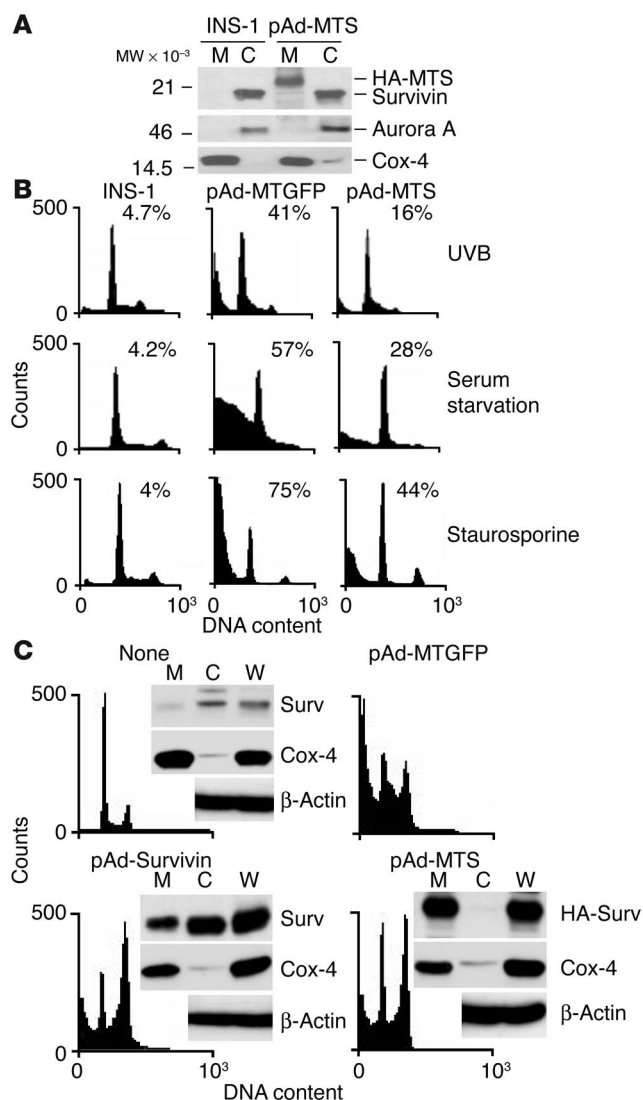 A
INS-1 pAd-MTS
MW × 10⁻³ M C M C
HA-MTS
21
Survivin
46 Aurora A
14.5 Cox-4
B
INS-1 pAd-MTGFP pAd-MTS
500 4.7% 41% 16%
UVB
0
500 4.2% 57% 28%
Counts
Serum
starvation
0
500 4% 75% 44%
Staurosporine
0
0 10³ 0 10³ 0 10³
DNA content
C
None pAd-MTGFP
M C W
500 Surv
Cox-4
β-Actin
0
Counts
pAd-Survivin pAd-MTS
M C W M C W
500 Surv HA-Surv
Cox-4 Cox-4
β-Actin β-Actin
0
0 10³ 0 10³
DNA content